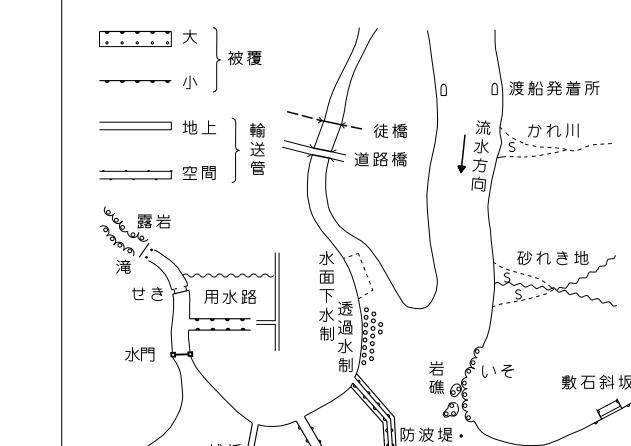 大
小
被覆
渡船発着所
地上
空間
輸送管
徒橋
道路橋
流水方向
かれ川
S
露岩
滝
せき
用水路
水面下水制
透過水制
砂れき地
S
S
水門
岩礁
いそ
敷石斜坂
防波堤